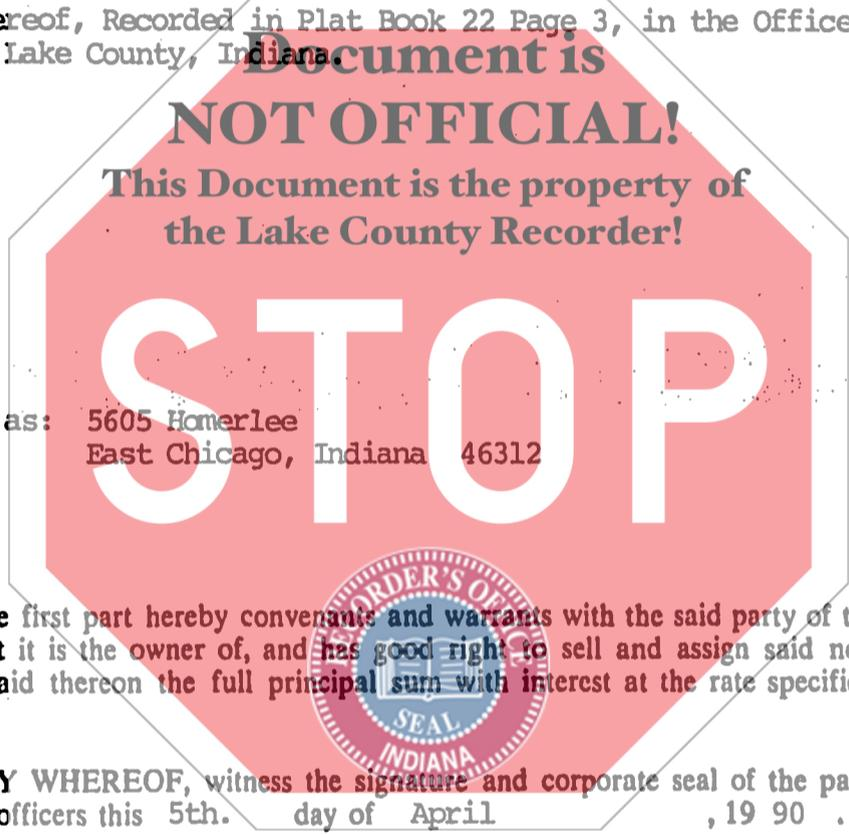 ereof, Recorded in Plat Book 22 Page 3, in the Office
Lake County, Indiana.
Document is
NOT OFFICIAL!
This Document is the property of
the Lake County Recorder!
STOP
as: 5605 Homerlee
East Chicago, Indiana 46312
RECORDER'S OFFICE
e first part hereby convenants and warrants with the said party of t
t it is the owner of, and has good right to sell and assign said no
aid thereon the full principal sum with interest at the rate specifi
SEAL
INDIANA
Y WHEREOF, witness the signature and corporate seal of the pa
officers this 5th. day of April , 19 90 .